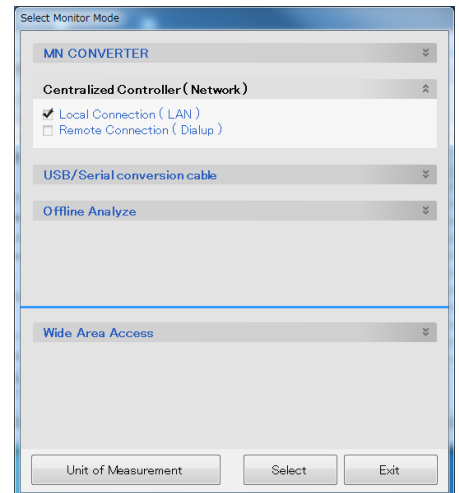 Select Monitor Mode
MN CONVERTER
Centralized Controller ( Network )
Local Connection ( LAN )
Remote Connection ( Dialup )
USB/Serial conversion cable
Offline Analyze
Wide Area Access
Unit of Measurement
Select
Exit